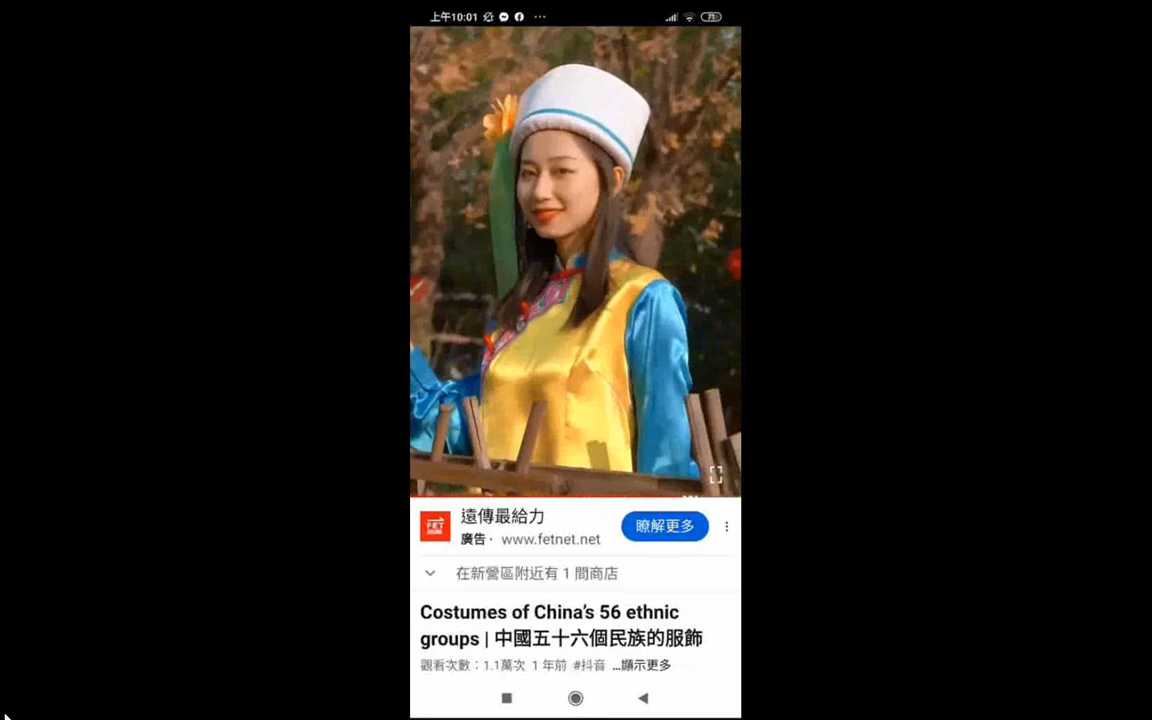 上午10:01
71
FET
遠傳最給力
廣告· www.fetnet.net
瞭解更多
在新營區附近有 1 間商店
Costumes of China's 56 ethnic
groups | 中國五十六個民族的服飾
觀看次數：1.1萬次 1 年前 #抖音 ...顯示更多